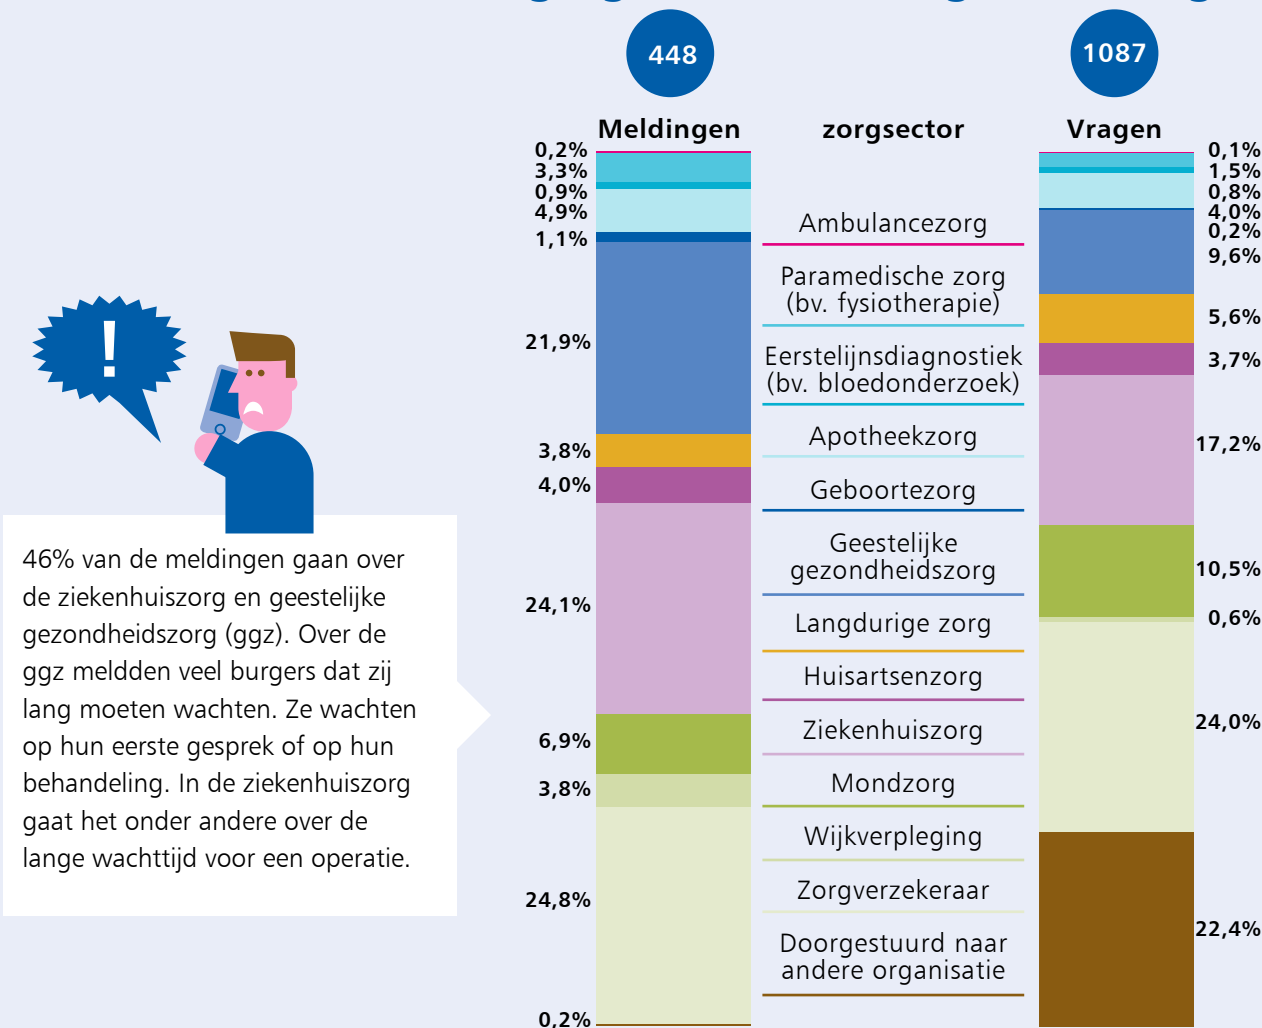 448
1087
Meldingen
zorgsector
Vragen
0,2%
3,3%
0,9%
4,9%
1,1%
21,9%
3,8%
4,0%
24,1%
6,9%
3,8%
24,8%
0,2%
Ambulancezorg
Paramedische zorg
(bv. fysiotherapie)
Eerstelijnsdiagnostiek
(bv. bloedonderzoek)
Apotheekzorg
Geboortezorg
Geestelijke
gezondheidszorg
Langdurige zorg
Huisartsenzorg
Ziekenhuiszorg
Mondzorg
Wijkverpleging
Zorgverzekeraar
Doorgestuurd naar
andere organisatie
0,1%
1,5%
0,8%
4,0%
0,2%
9,6%
5,6%
3,7%
17,2%
10,5%
0,6%
24,0%
22,4%
!
46% van de meldingen gaan over
de ziekenhuiszorg en geestelijke
gezondheidszorg (ggz). Over de
ggz meldden veel burgers dat zij
lang moeten wachten. Ze wachten
op hun eerste gesprek of op hun
behandeling. In de ziekenhuiszorg
gaat het onder andere over de
lange wachttijd voor een operatie.